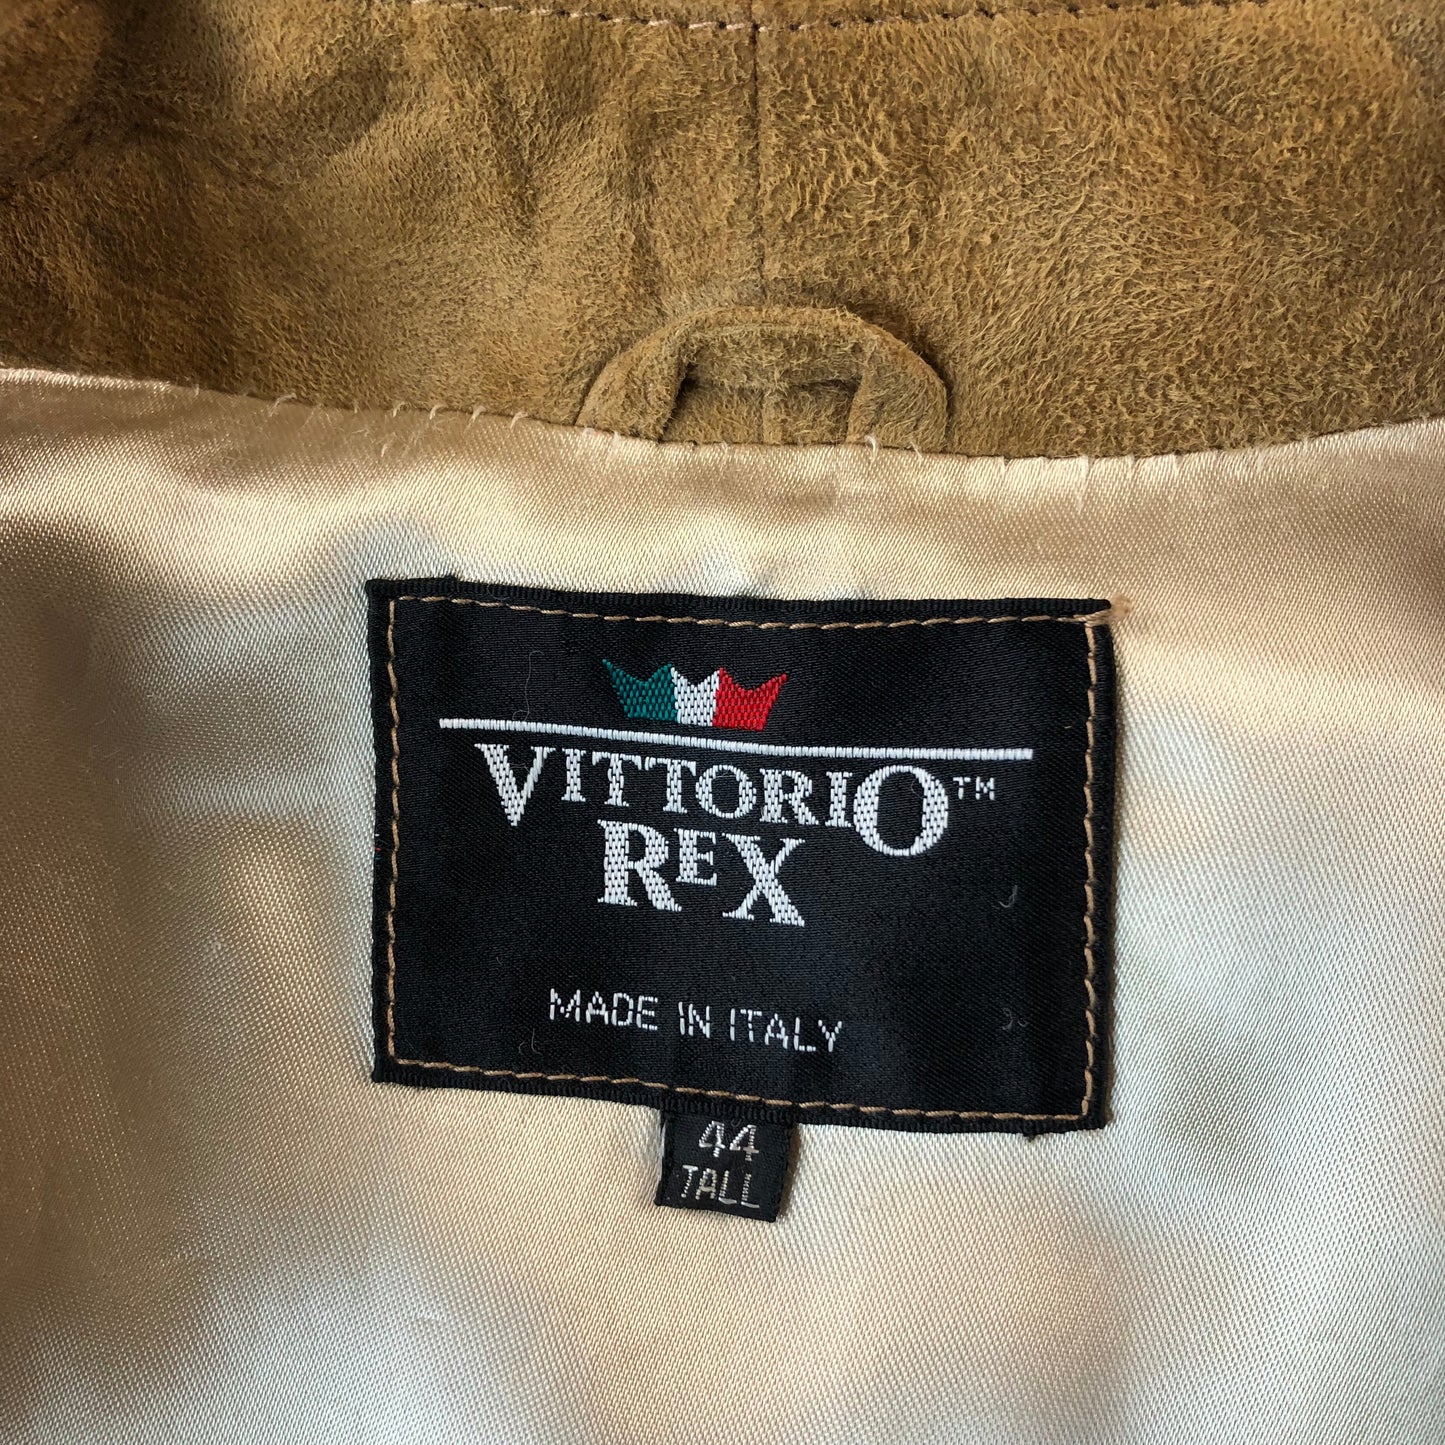 VITTORIO™
REX
MADE IN ITALY
44
TALL